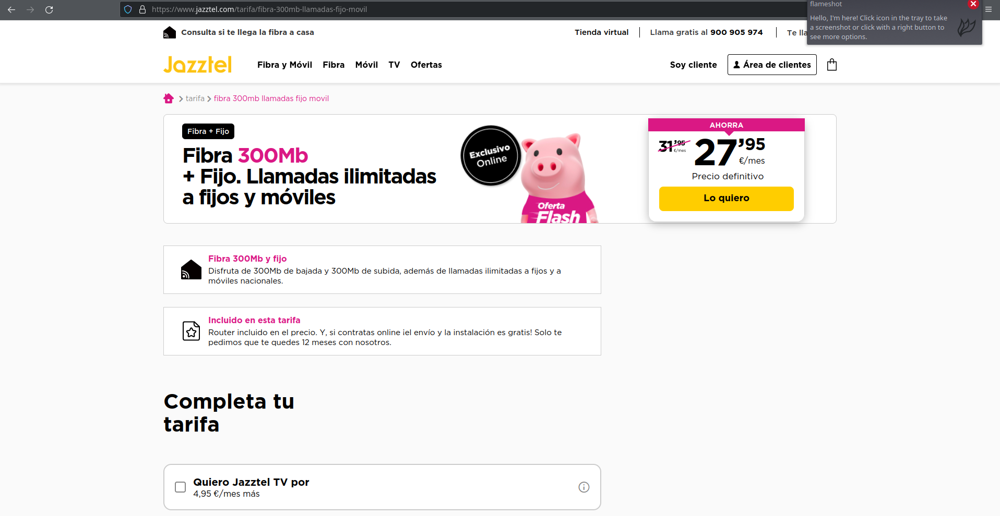 https://www.jazztel.com/tarifa/fibra-300mb-llamadas-fijo-movil
flameshot
Hello, I'm here! Click icon in the tray to take
a screenshot or click with a right button to
see more options.
Consulta si te llega la fibra a casa
Tienda virtual
Llama gratis al 900 905 974
Te lla
Jazztel
Fibra y Móvil
Fibra
Móvil
TV
Ofertas
Soy cliente
Área de clientes
tarifa
fibra 300mb llamadas fijo movil
Fibra + Fijo
Fibra 300Mb
+ Fijo. Llamadas ilimitadas
a fijos y móviles
Exclusivo
Online
Oferta
Flash
AHORRA
31'95 €/mes
27'95
€/mes
Precio definitivo
Lo quiero
Fibra 300Mb y fijo
Disfruta de 300Mb de bajada y 300Mb de subida, además de llamadas ilimitadas a fijos y a
móviles nacionales.
Incluido en esta tarifa
Router incluido en el precio. Y, si contratas online ¡el envío y la instalación es gratis! Solo te
pedimos que te quedes 12 meses con nosotros.
Completa tu
tarifa
Quiero Jazztel TV por
4,95 €/mes más